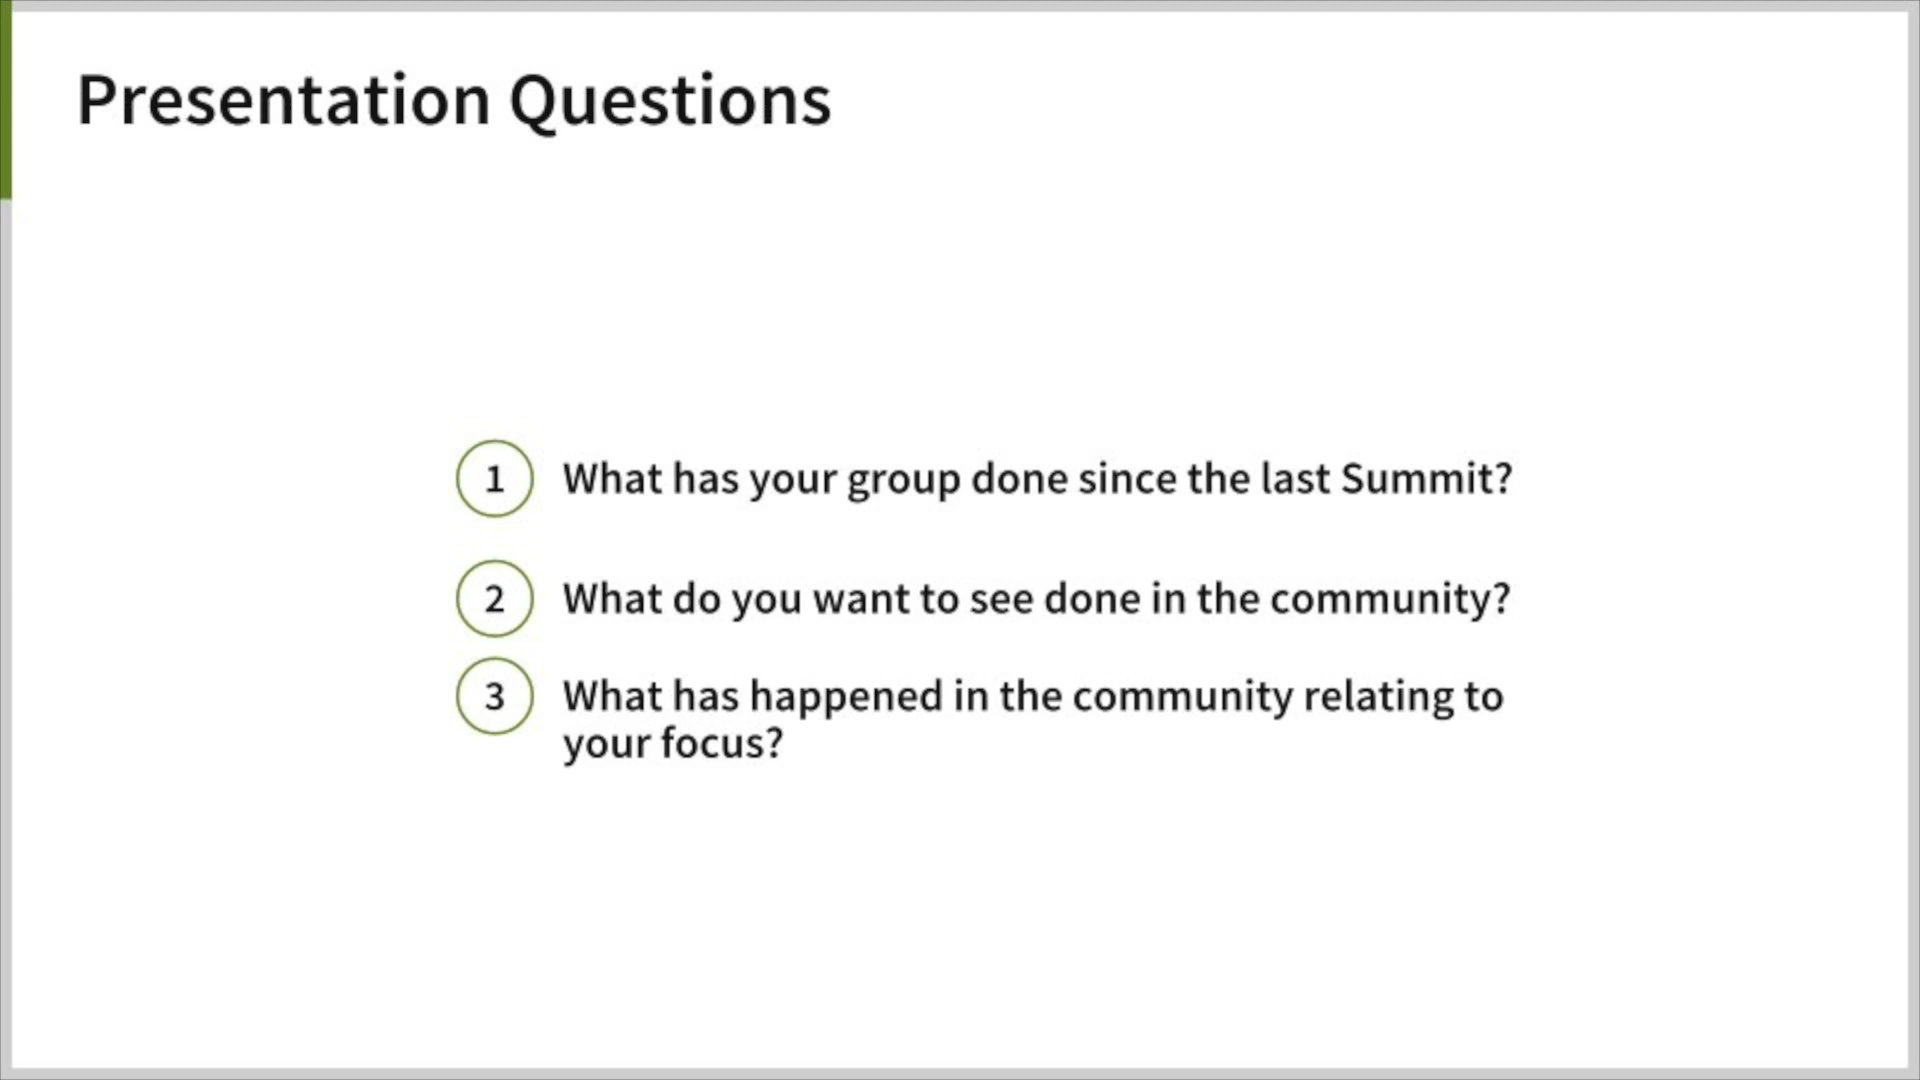 Presentation Questions
1 What has your group done since the last Summit?
2 What do you want to see done in the community?
3 What has happened in the community relating to
your focus?